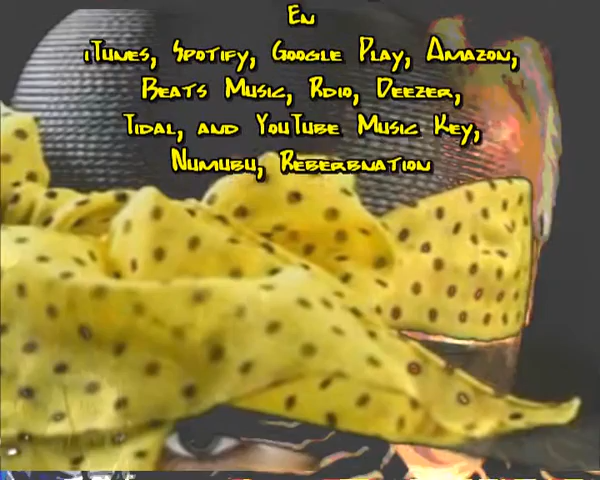 En
iTunes, Spotify, Google Play, Amazon,
Beats Music, Rdio, Deezer,
Tidal, and YouTube Music Key,
Numubu, Reberbnation